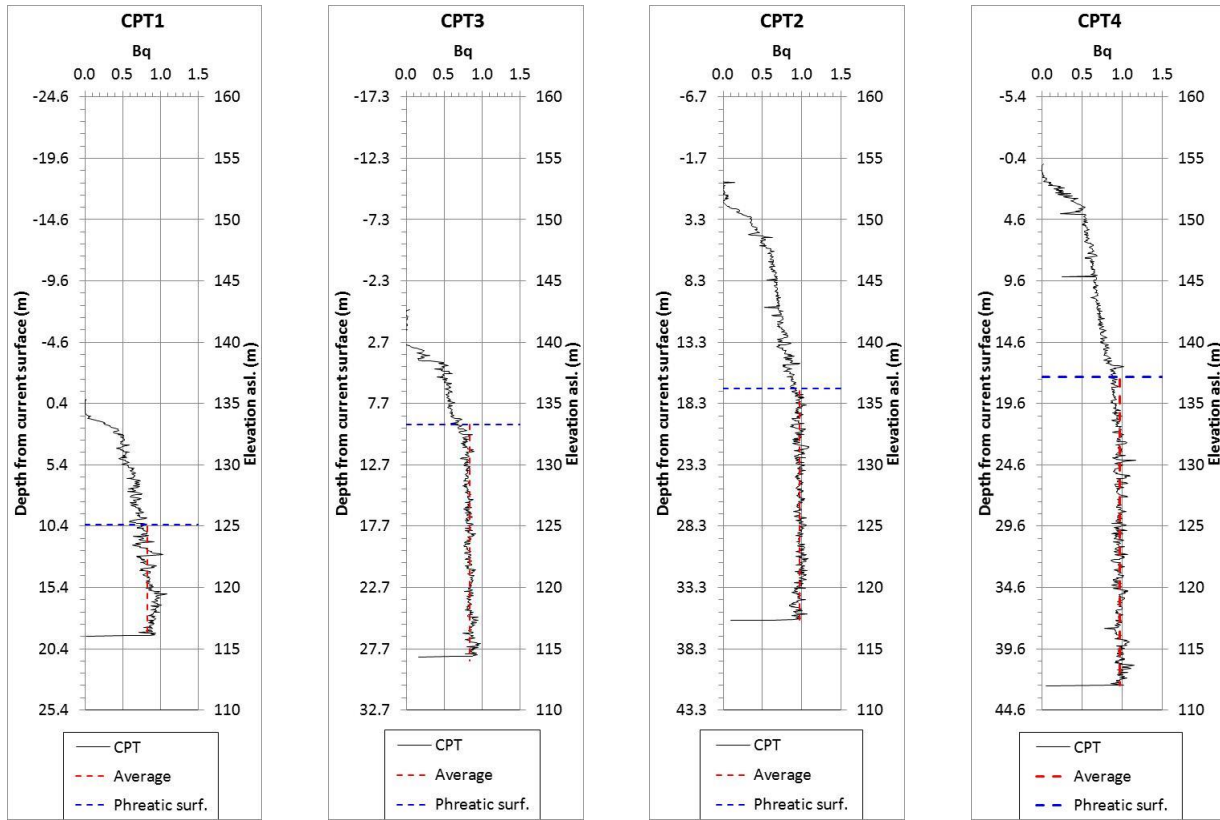 CPT1
Bq
0.0 0.5 1.0 1.5
-24.6 160
-19.6 155
-14.6 150
-9.6 145
-4.6 140
0.4 135
5.4 130
10.4 125
15.4 120
20.4 115
25.4 110
Depth from current surface (m)
Elevation asl. (m)
CPT
Average
Phreatic surf.
CPT3
Bq
0.0 0.5 1.0 1.5
-17.3 160
-12.3 155
-7.3 150
-2.3 145
2.7 140
7.7 135
12.7 130
17.7 125
22.7 120
27.7 115
32.7 110
Depth from current surface (m)
Elevation asl. (m)
CPT
Average
Phreatic surf.
CPT2
Bq
0.0 0.5 1.0 1.5
-6.7 160
-1.7 155
3.3 150
8.3 145
13.3 140
18.3 135
23.3 130
28.3 125
33.3 120
38.3 115
43.3 110
Depth from current surface (m)
Elevation asl. (m)
CPT
Average
Phreatic surf.
CPT4
Bq
0.0 0.5 1.0 1.5
-5.4 160
-0.4 155
4.6 150
9.6 145
14.6 140
19.6 135
24.6 130
29.6 125
34.6 120
39.6 115
44.6 110
Depth from current surface (m)
Elevation asl. (m)
CPT
Average
Phreatic surf.